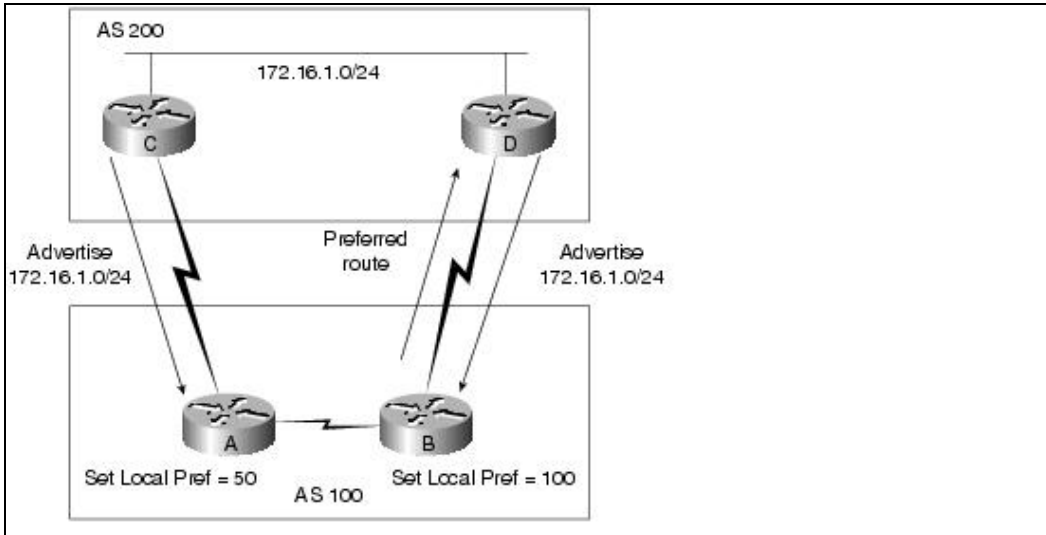 AS 200
172.16.1.0/24
C
D
Advertise
172.16.1.0/24
Preferred
route
Advertise
172.16.1.0/24
A
B
Set Local Pref = 50
AS 100
Set Local Pref = 100